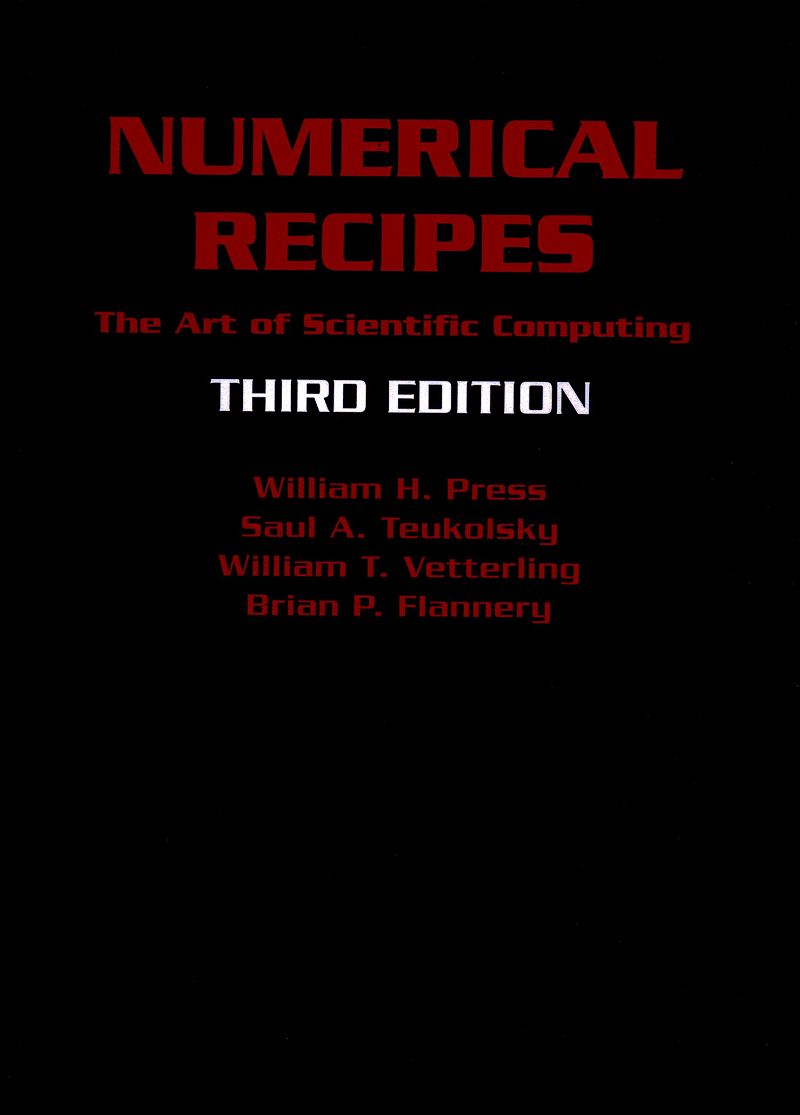 NUMERICAL
RECIPES
The Art of Scientific Computing
THIRD EDITION
William H. Press
Saul A. Teukolsky
William T. Vetterling
Brian P. Flannery